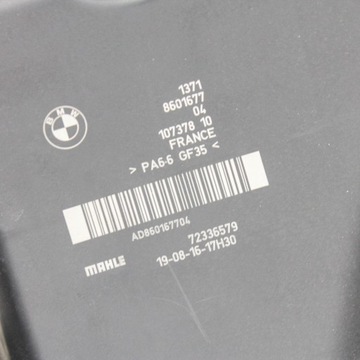 1371
8601677
04
107378 10
FRANCE
> PA6-6 GF35 <
BMW
AD860167704
72336579
MAHLE
19-08-16-17H30